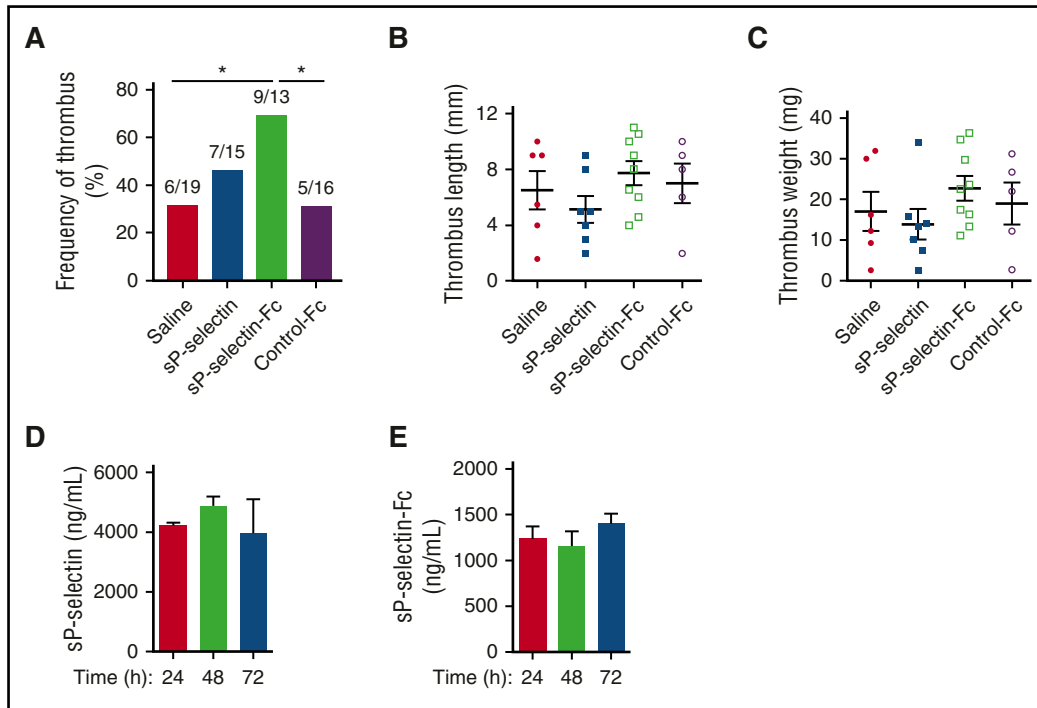 A
Frequency of thrombus
(%)
80
60
40
20
0
*
*
6/19
7/15
9/13
5/16
Saline
sP-selectin
sP-selectin-Fc
Control-Fc
B
Thrombus length (mm)
12
8
4
0
Saline
sP-selectin
sP-selectin-Fc
Control-Fc
C
Thrombus weight (mg)
40
30
20
10
0
Saline
sP-selectin
sP-selectin-Fc
Control-Fc
D
sP-selectin (ng/mL)
6000
4000
2000
0
Time (h): 24 48 72
E
sP-selectin-Fc
(ng/mL)
2000
1500
1000
500
0
Time (h): 24 48 72